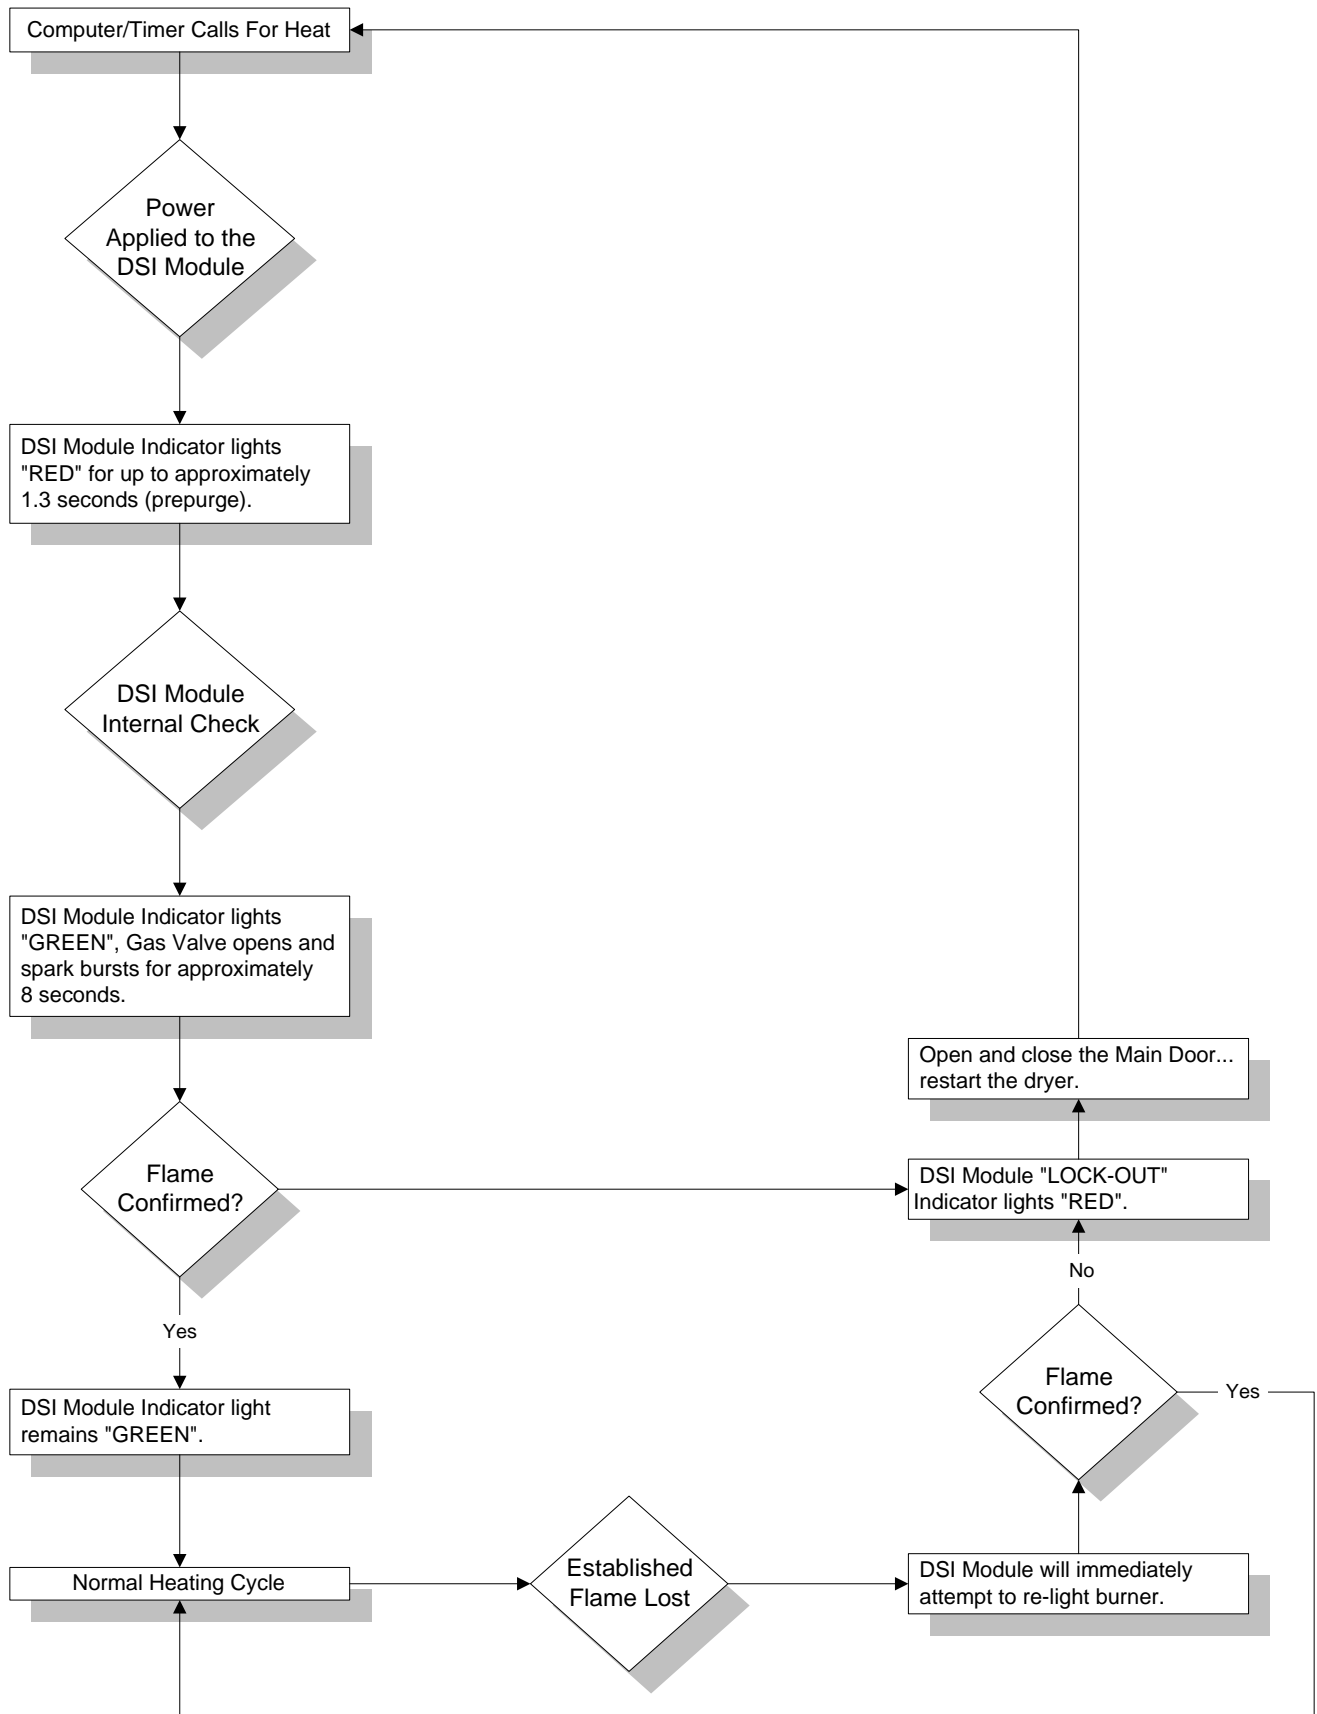 Computer/Timer Calls For Heat
Power
Applied to the
DSI Module
DSI Module Indicator lights
"RED" for up to approximately
1.3 seconds (prepurge).
DSI Module
Internal Check
DSI Module Indicator lights
"GREEN", Gas Valve opens and
spark bursts for approximately
8 seconds.
Flame
Confirmed?
Yes
DSI Module Indicator light
remains "GREEN".
Normal Heating Cycle
Established
Flame Lost
DSI Module will immediately
attempt to re-light burner.
Flame
Confirmed?
Yes
No
DSI Module "LOCK-OUT"
Indicator lights "RED".
Open and close the Main Door...
restart the dryer.